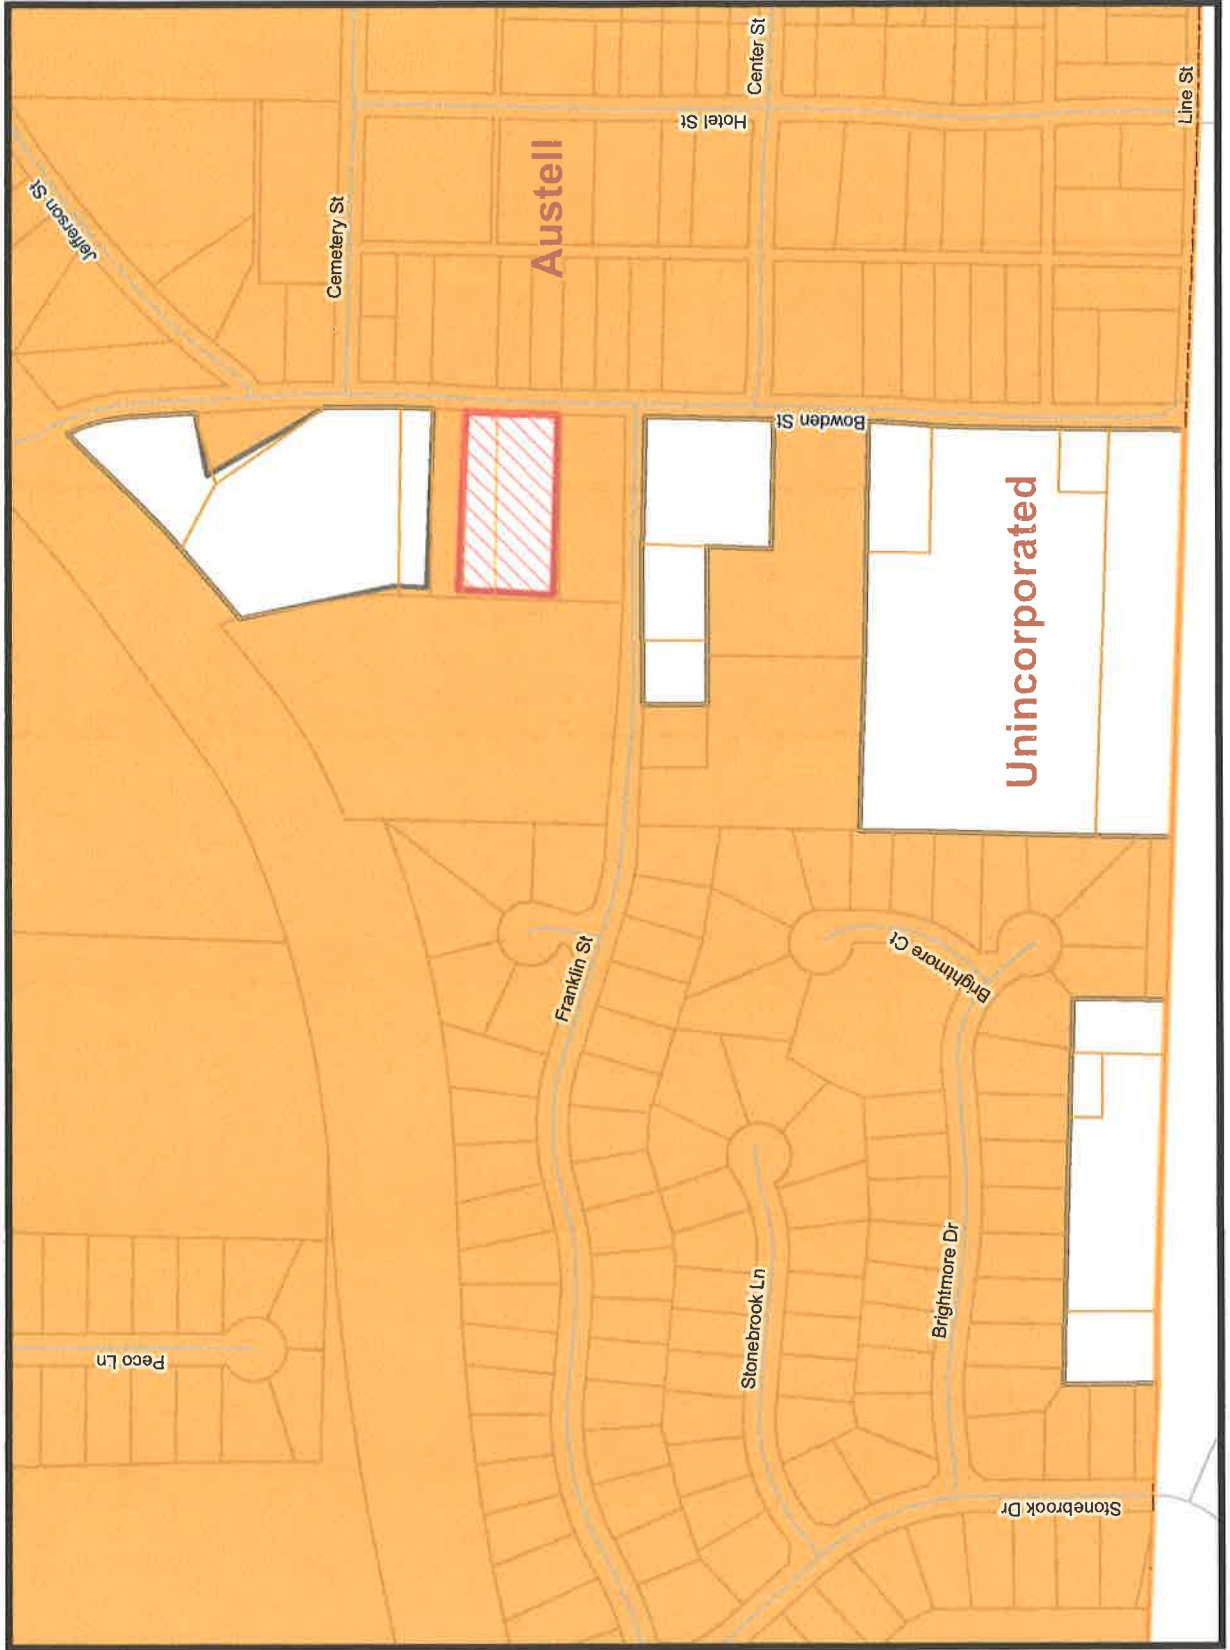 Jefferson St
Cemetery St
Hotel St
Center St
Line St
Austell
Bowden St
Unincorporated
Franklin St
Brightmore Ct
Peco Ln
Stonebrook Ln
Brightmore Dr
Stonebrook Dr